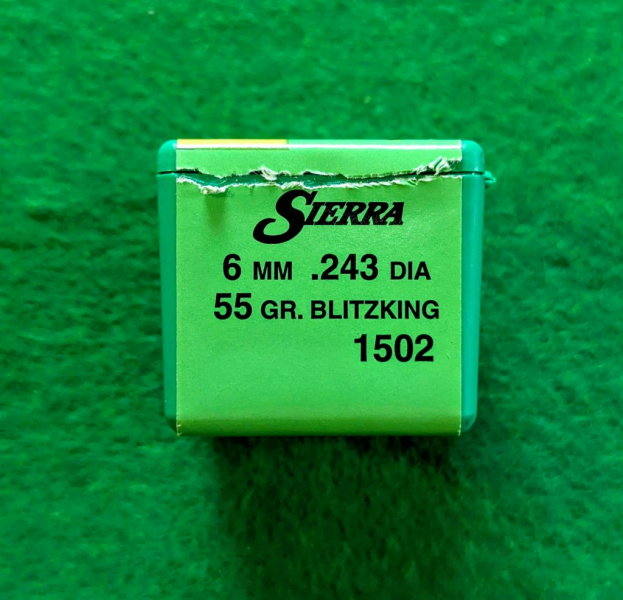 SIERRA
6 MM .243 DIA
55 GR. BLITZKING
1502